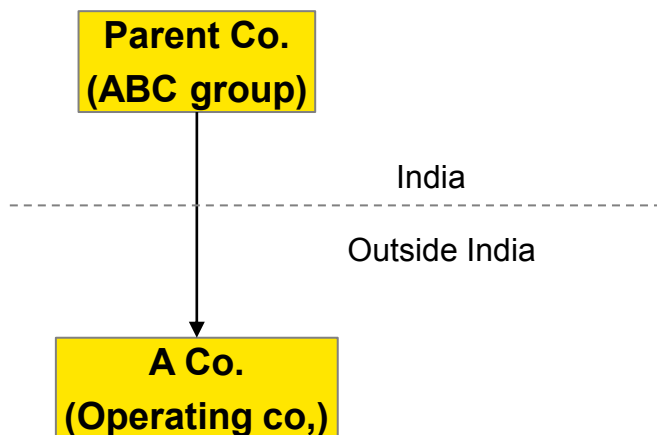 Parent Co.
(ABC group)
India
Outside India
A Co.
(Operating co,)